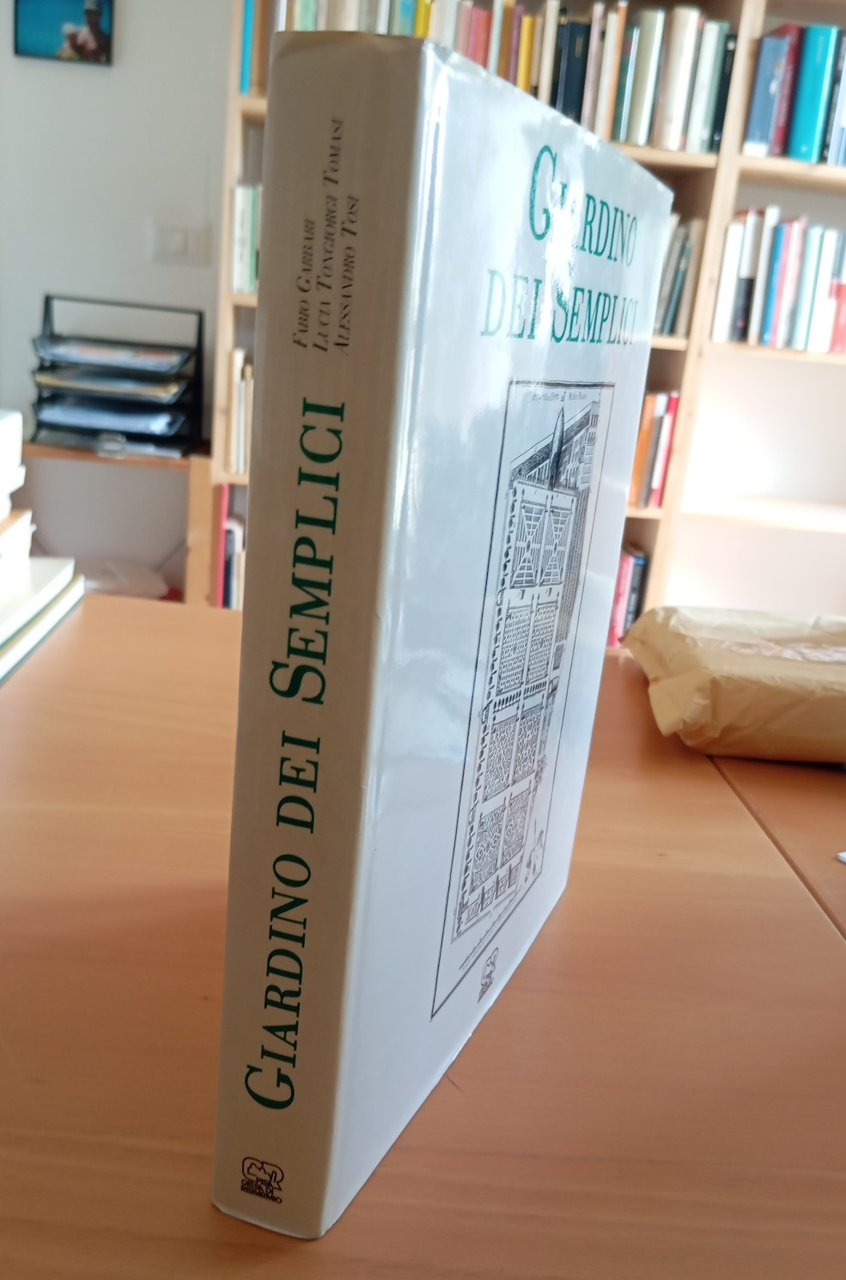 Fabio Garbari
Lucia Tongiorgi Tomasi
Alessandro Tosi
Giardino dei Semplici
Giardino
dei Semplici